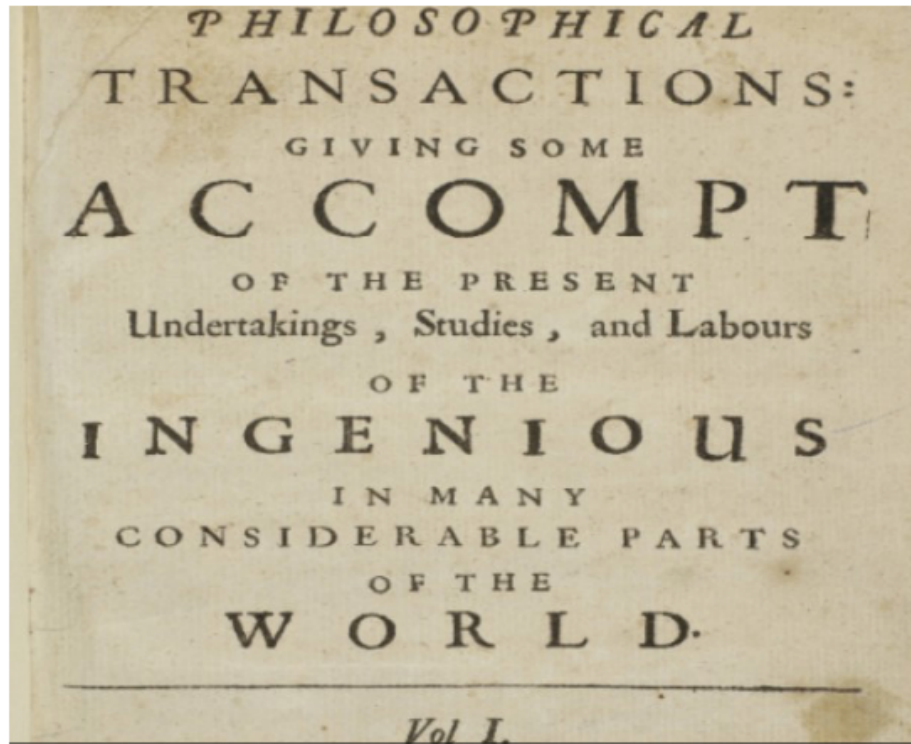 PHILOSOPHICAL
TRANSACTIONS:
GIVING SOME
ACCOMPT
OF THE PRESENT
Undertakings, Studies, and Labours
OF THE
INGENIOUS
IN MANY
CONSIDERABLE PARTS
OF THE
WORLD.
Vol I.